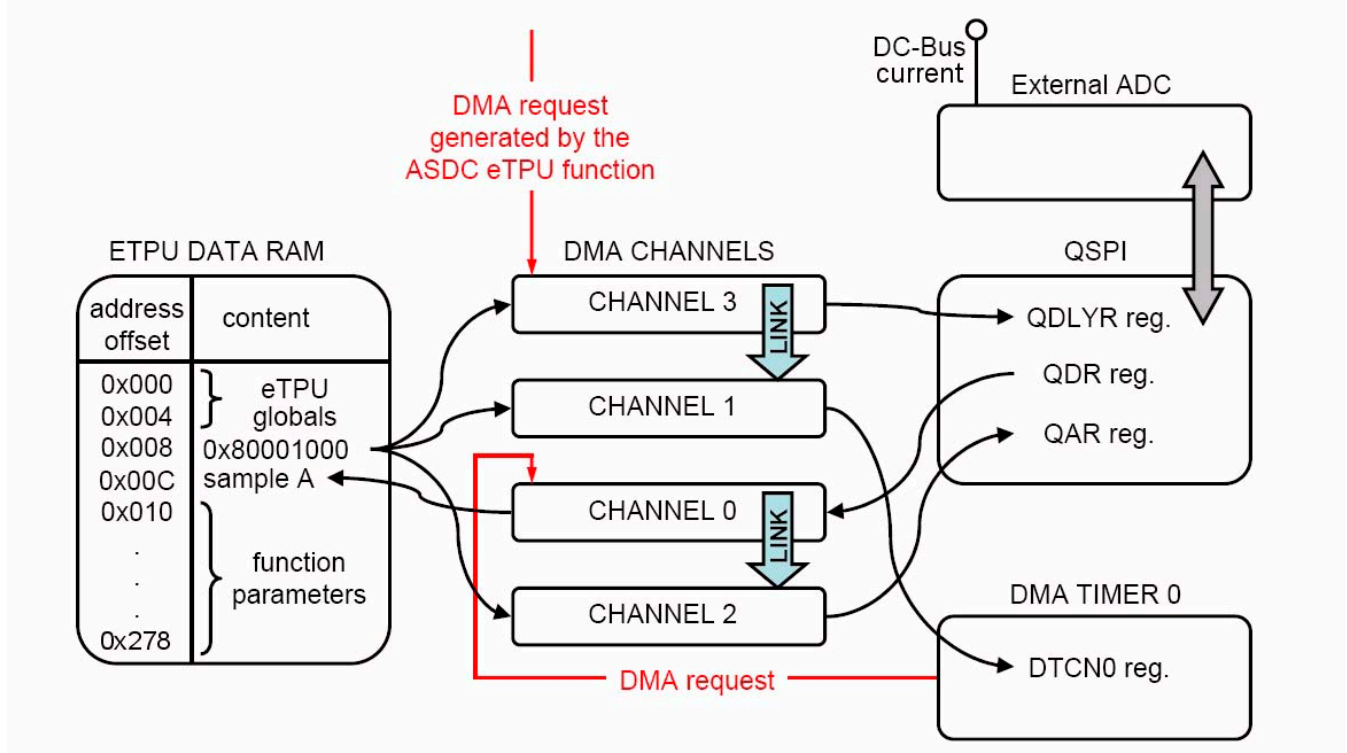 DC-Bus
current
External ADC
DMA request
generated by the
ASDC eTPU function
ETPU DATA RAM
DMA CHANNELS
QSPI
address
offset
content
CHANNEL 3
LINK
QDLYR reg.
0x000
0x004
eTPU
globals
CHANNEL 1
QDR reg.
0x008
0x80001000
QAR reg.
0x00C
sample A
0x010
CHANNEL 0
LINK
.
.
.
function
parameters
0x278
CHANNEL 2
DMA TIMER 0
DTCN0 reg.
DMA request